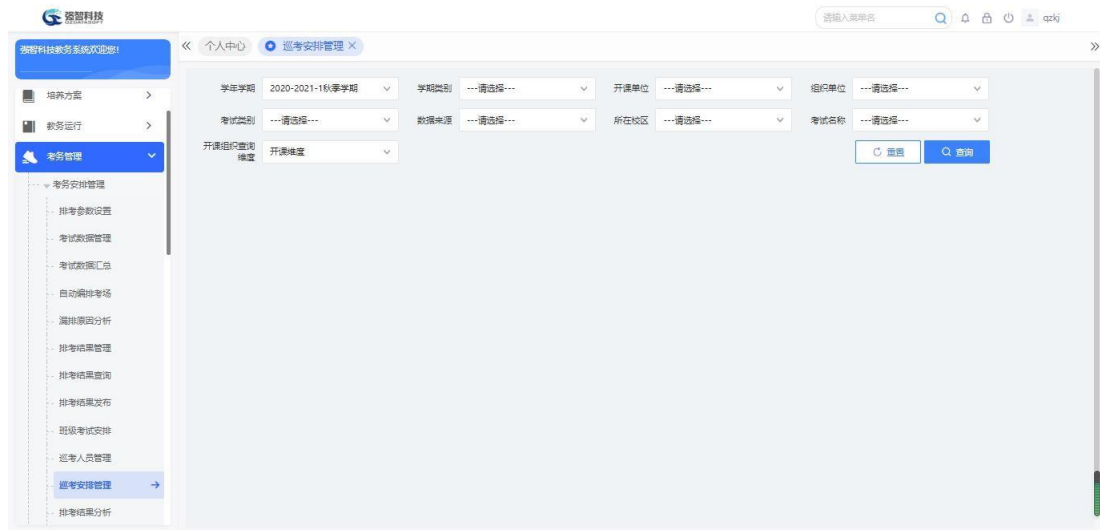 强智科技
QZDATASOFT
请输入菜单名
qzkj
强智科技教务系统欢迎您!
个人中心
巡考安排管理
培养方案
教务运行
考务管理
考务安排管理
排考参数设置
考试数据管理
考试数据汇总
自动编排考场
漏排原因分析
排考结果管理
排考结果查询
排考结果发布
班级考试安排
巡考人员管理
巡考安排管理
排考结果分析
学年学期 2020-2021-1秋季学期 学期类别 ---请选择--- 开课单位 ---请选择--- 组织单位 ---请选择---
考试类别 ---请选择--- 数据来源 ---请选择--- 所在校区 ---请选择--- 考试名称 ---请选择---
开课组织查询
维度 开课维度 重置 查询